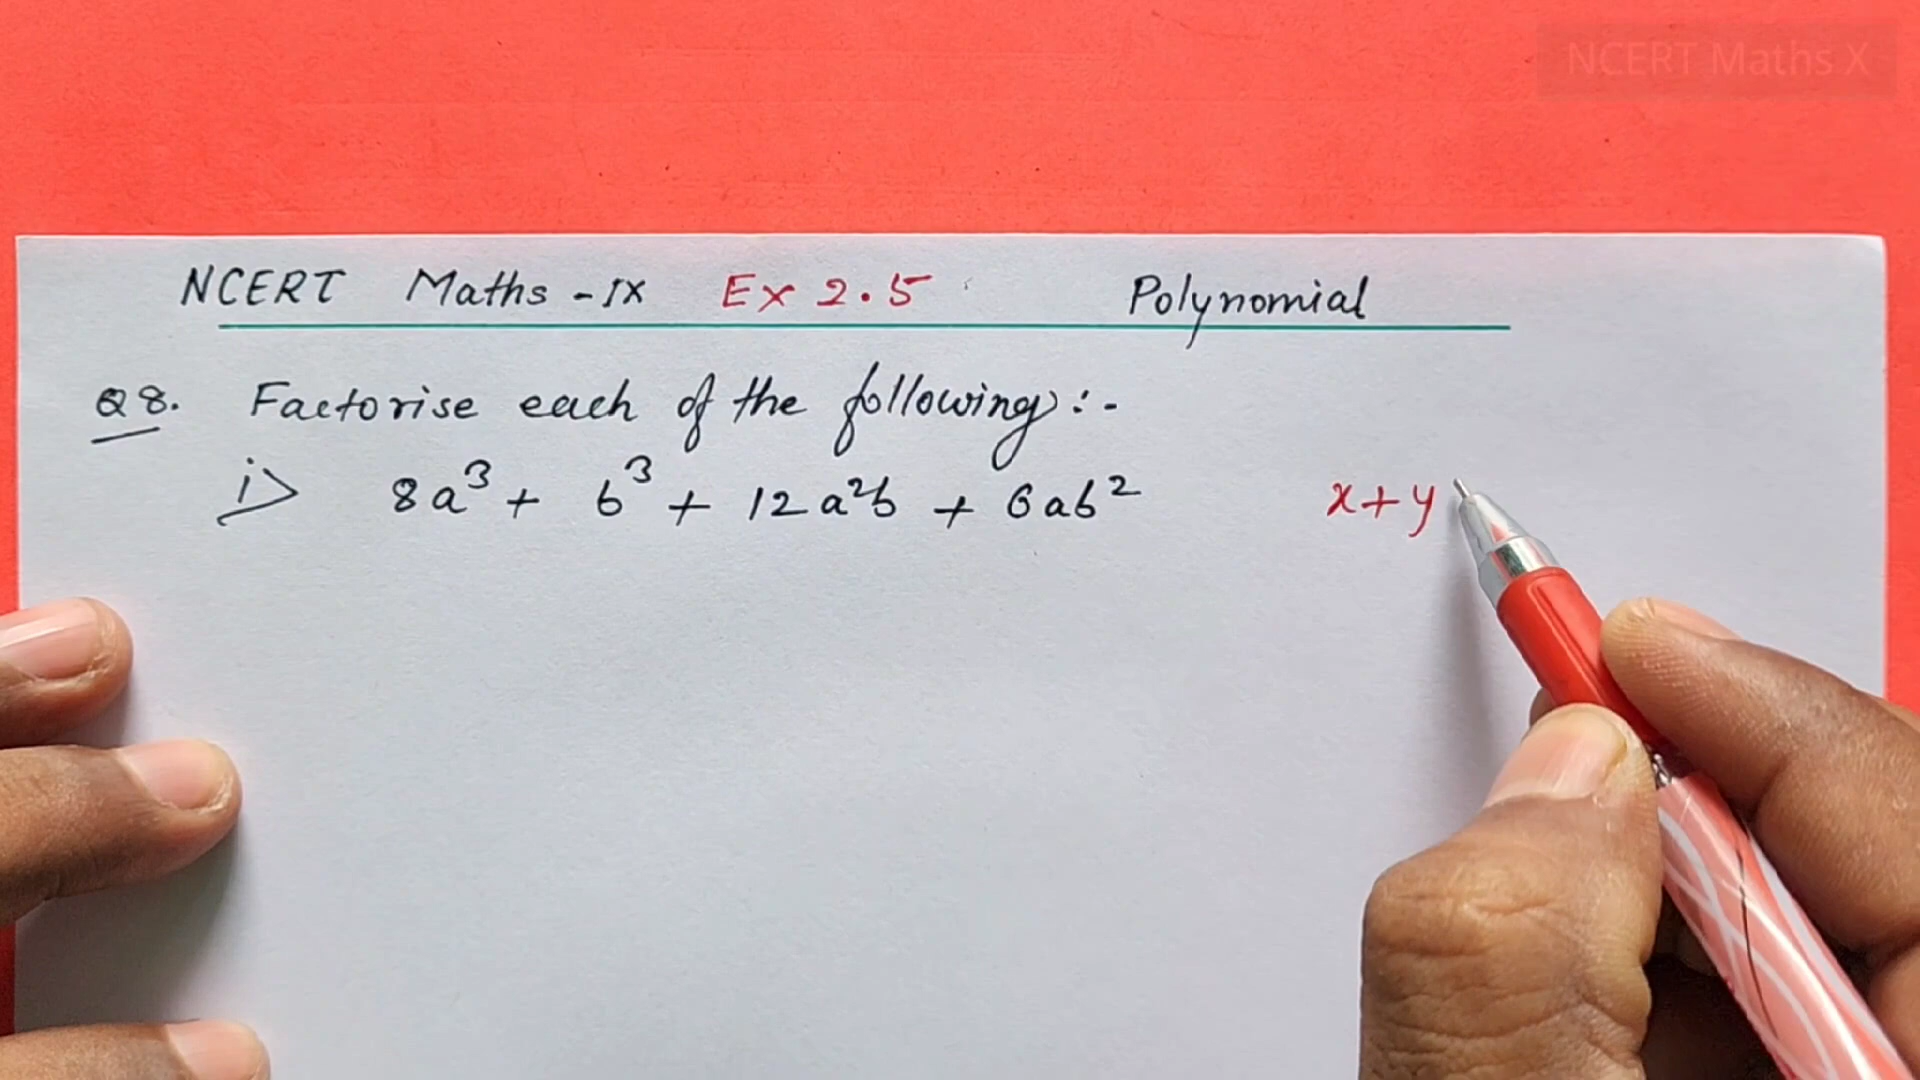 NCERT Maths X
NCERT Maths - IX Ex 2.5 Polynomial
Q8. Factorise each of the following :-
i> 8a³ + b³ + 12a²b + 6ab² x+y